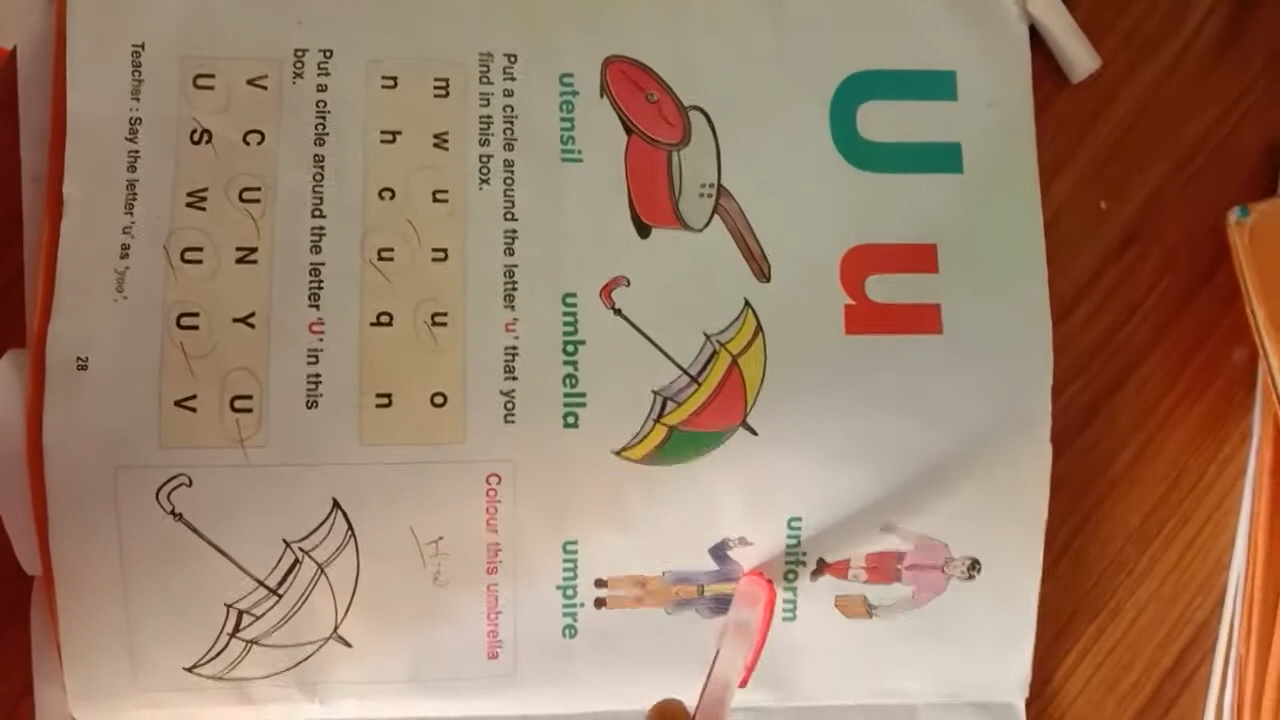 U u
uniform
utensil umbrella umpire
Put a circle around the letter 'u' that you
find in this box.
m w u n u o
n h c u q n
Put a circle around the letter 'U' in this
box.
V C U N Y U
U S W U U V
Colour this umbrella
Teacher : Say the letter 'u' as 'yoo'.
28